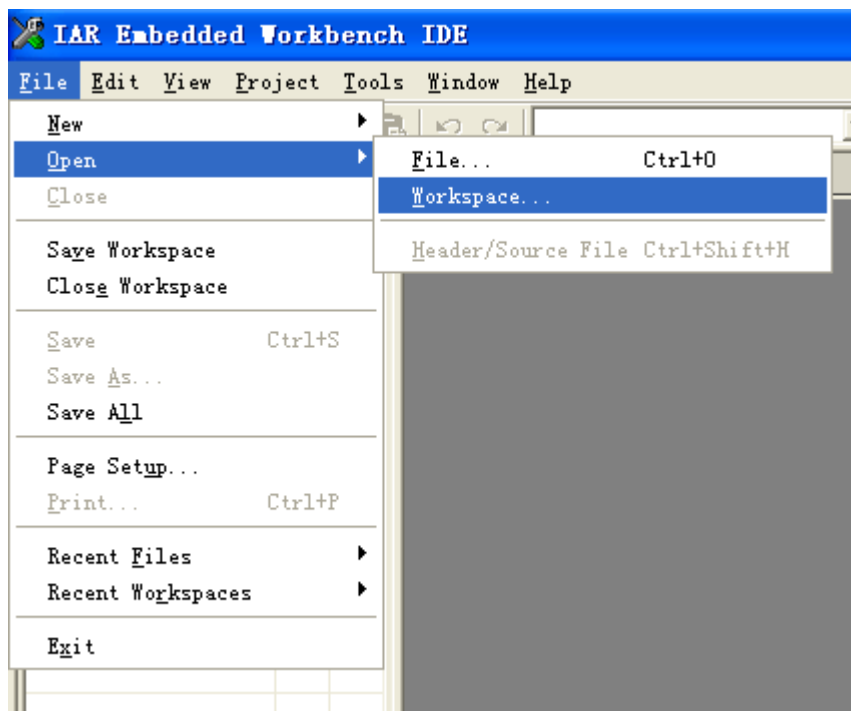 IAR Embedded Workbench IDE
File Edit View Project Tools Window Help
New
Open
Close
Save Workspace
Close Workspace
Save Ctrl+S
Save As...
Save All
Page Setup...
Print... Ctrl+P
Recent Files
Recent Workspaces
Exit
File... Ctrl+O
Workspace...
Header/Source File Ctrl+Shift+H